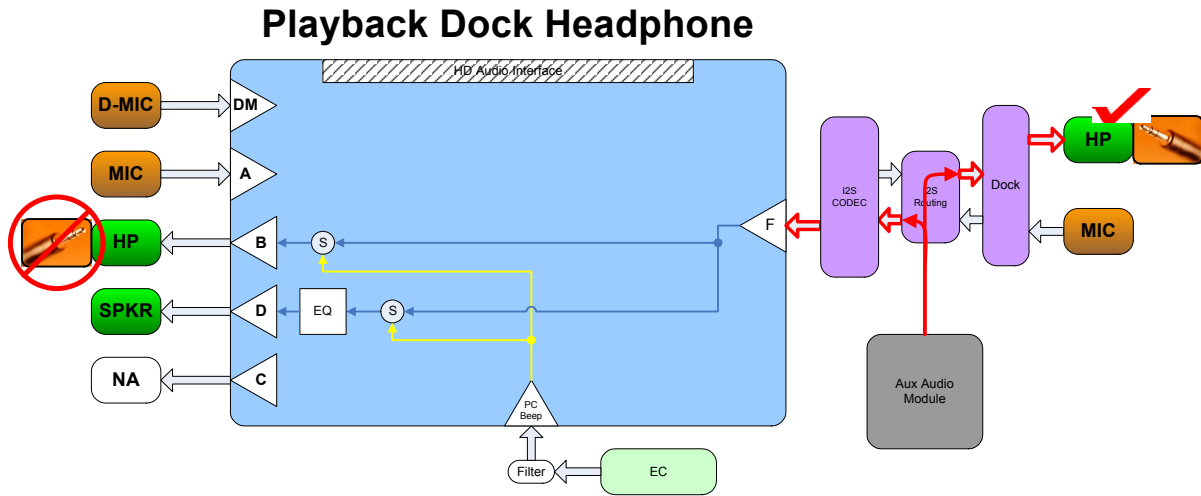 Playback Dock Headphone
HD Audio Interface
D-MIC
DM
MIC
A
HP
B
S
F
I2S
CODEC
I2S
Routing
Dock
HP
MIC
SPKR
D
EQ
S
NA
C
PC
Beep
Filter
EC
Aux Audio
Module